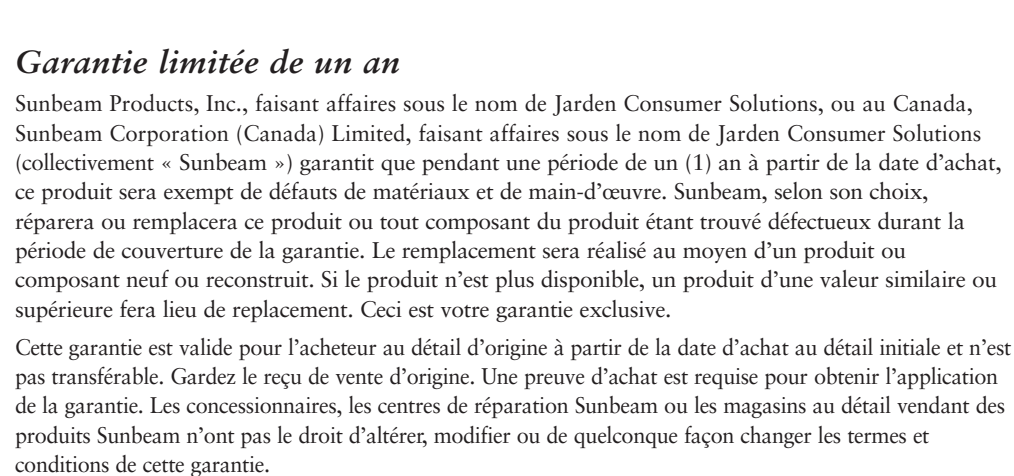 Garantie limitée de un an
Sunbeam Products, Inc., faisant affaires sous le nom de Jarden Consumer Solutions, ou au Canada,
Sunbeam Corporation (Canada) Limited, faisant affaires sous le nom de Jarden Consumer Solutions
(collectivement « Sunbeam ») garantit que pendant une période de un (1) an à partir de la date d’achat,
ce produit sera exempt de défauts de matériaux et de main-d’œuvre. Sunbeam, selon son choix,
réparera ou remplacera ce produit ou tout composant du produit étant trouvé défectueux durant la
période de couverture de la garantie. Le remplacement sera réalisé au moyen d’un produit ou
composant neuf ou reconstruit. Si le produit n’est plus disponible, un produit d’une valeur similaire ou
supérieure fera lieu de replacement. Ceci est votre garantie exclusive.
Cette garantie est valide pour l’acheteur au détail d’origine à partir de la date d’achat au détail initiale et n’est
pas transférable. Gardez le reçu de vente d’origine. Une preuve d’achat est requise pour obtenir l’application
de la garantie. Les concessionnaires, les centres de réparation Sunbeam ou les magasins au détail vendant des
produits Sunbeam n’ont pas le droit d’altérer, modifier ou de quelconque façon changer les termes et
conditions de cette garantie.